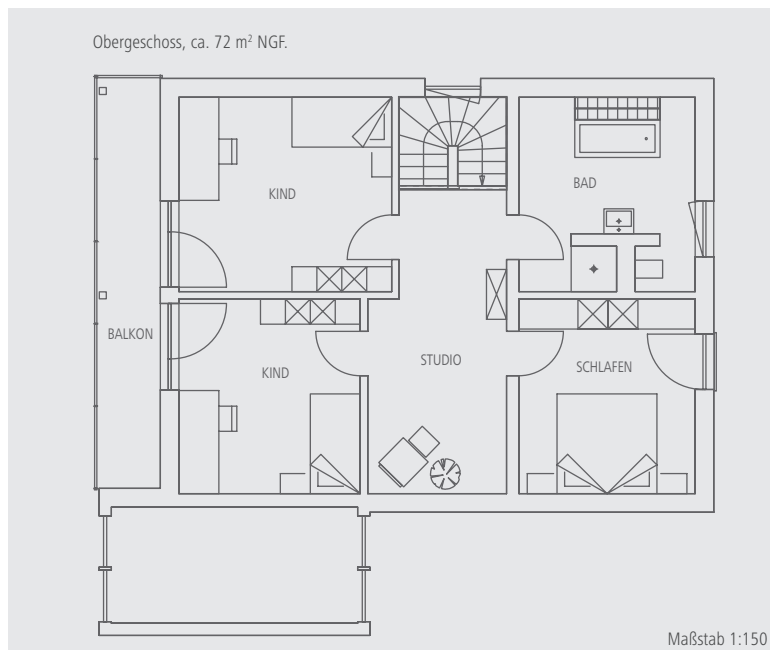 Obergeschoss, ca. 72 m² NGF.
KIND
BAD
BALKON
KIND
STUDIO
SCHLAFEN
Maßstab 1:150